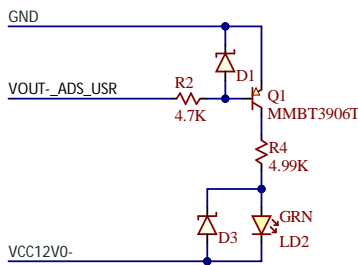 GND
D1
VOUT-_ADS_USR
R2
4.7K
Q1
MMBT3906T
R4
4.99K
D3
GRN
LD2
VCC12V0-